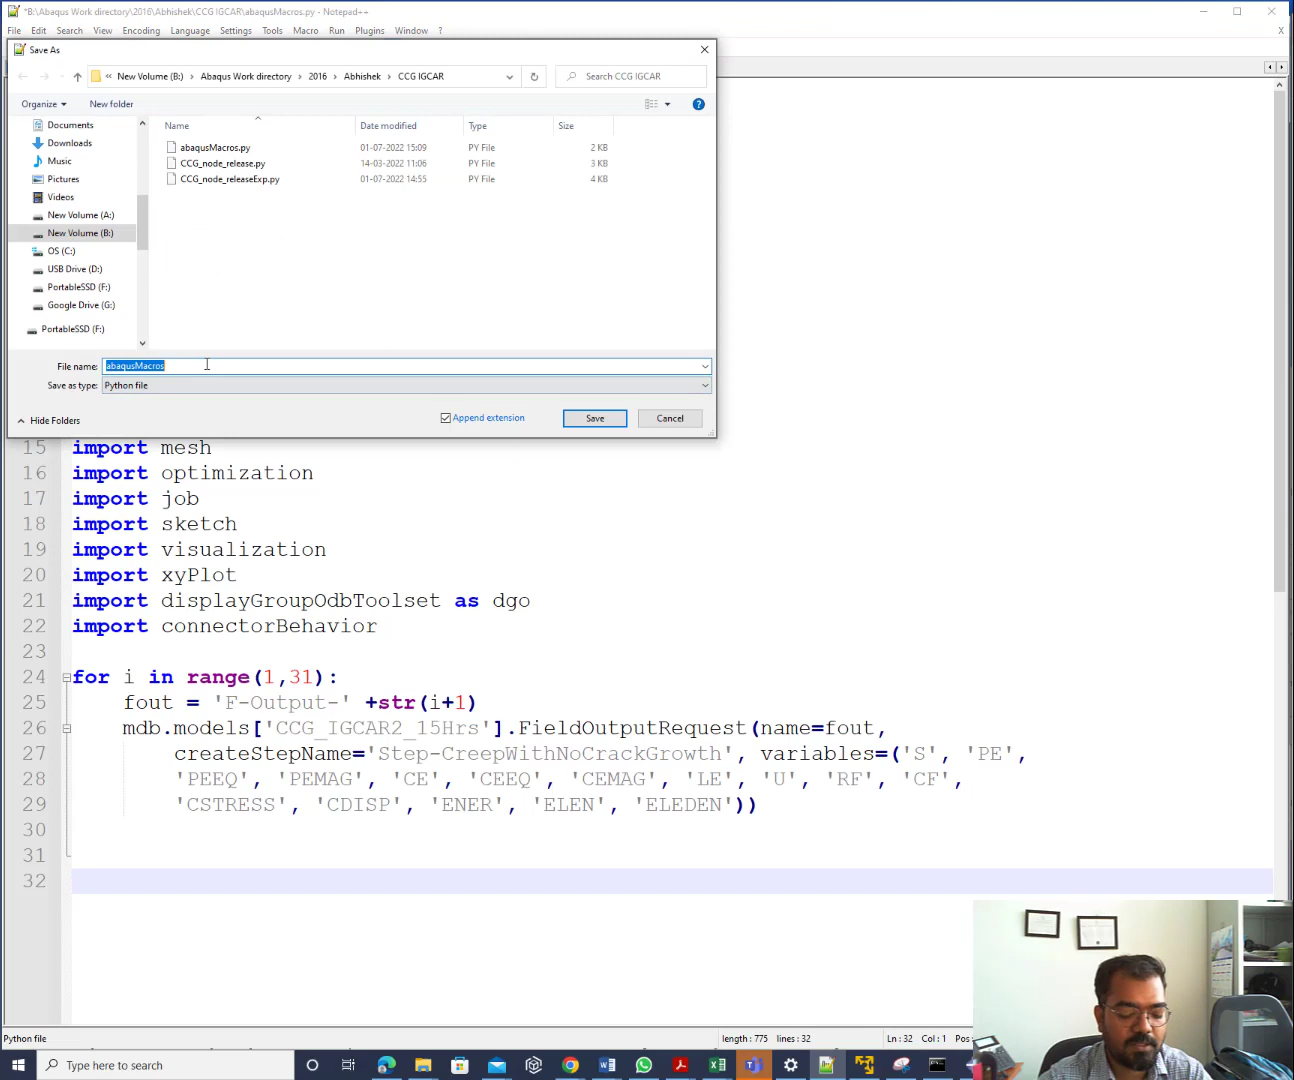 *B:\Abaqus Work directory\2016\Abhishek\CCG IGCAR\abaqusMacros.py - Notepad++
File Edit Search View Encoding Language Settings Tools Macro Run Plugins Window ? X
Save As
« New Volume (B:) › Abaqus Work directory › 2016 › Abhishek › CCG IGCAR
Search CCG IGCAR
Organize New folder
Name Date modified Type Size
abaqusMacros.py 01-07-2022 15:09 PY File 2 KB
CCG_node_release.py 14-03-2022 11:06 PY File 3 KB
CCG_node_releaseExp.py 01-07-2022 14:55 PY File 4 KB
Documents
Downloads
Music
Pictures
Videos
New Volume (A:)
New Volume (B:)
OS (C:)
USB Drive (D:)
PortableSSD (F:)
Google Drive (G:)
PortableSSD (F:)
File name: abaqusMacros
Save as type: Python file
Hide Folders
Append extension
Save
Cancel
15 import mesh
16 import optimization
17 import job
18 import sketch
19 import visualization
20 import xyPlot
21 import displayGroupOdbToolset as dgo
22 import connectorBehavior
23
24 for i in range(1,31):
25 fout = 'F-Output-' +str(i+1)
26 mdb.models['CCG_IGCAR2_15Hrs'].FieldOutputRequest(name=fout,
27 createStepName='Step-CreepWithNoCrackGrowth', variables=('S', 'PE',
28 'PEEQ', 'PEMAG', 'CE', 'CEEQ', 'CEMAG', 'LE', 'U', 'RF', 'CF',
29 'CSTRESS', 'CDISP', 'ENER', 'ELEN', 'ELEDEN'))
30
31
32
Python file length : 775 lines : 32 Ln : 32 Col : 1 Pos
Type here to search